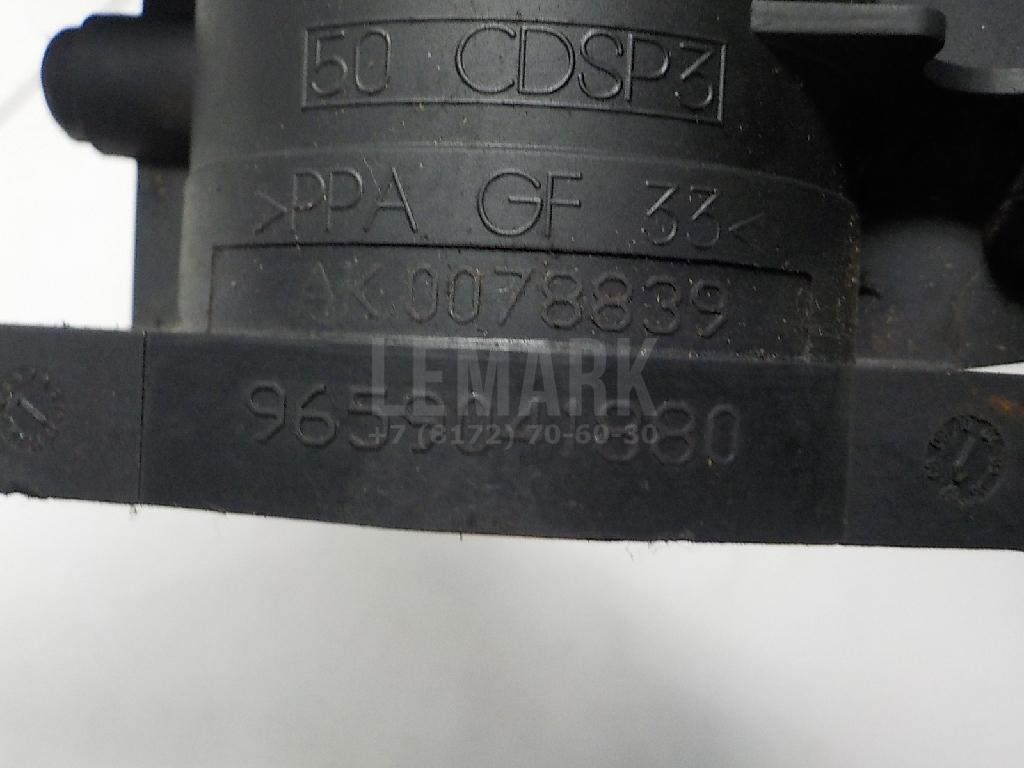 50 CDSP3
>PPA GF 33<
AK.0078839
LEMARK
+7 (8172) 70-60-30